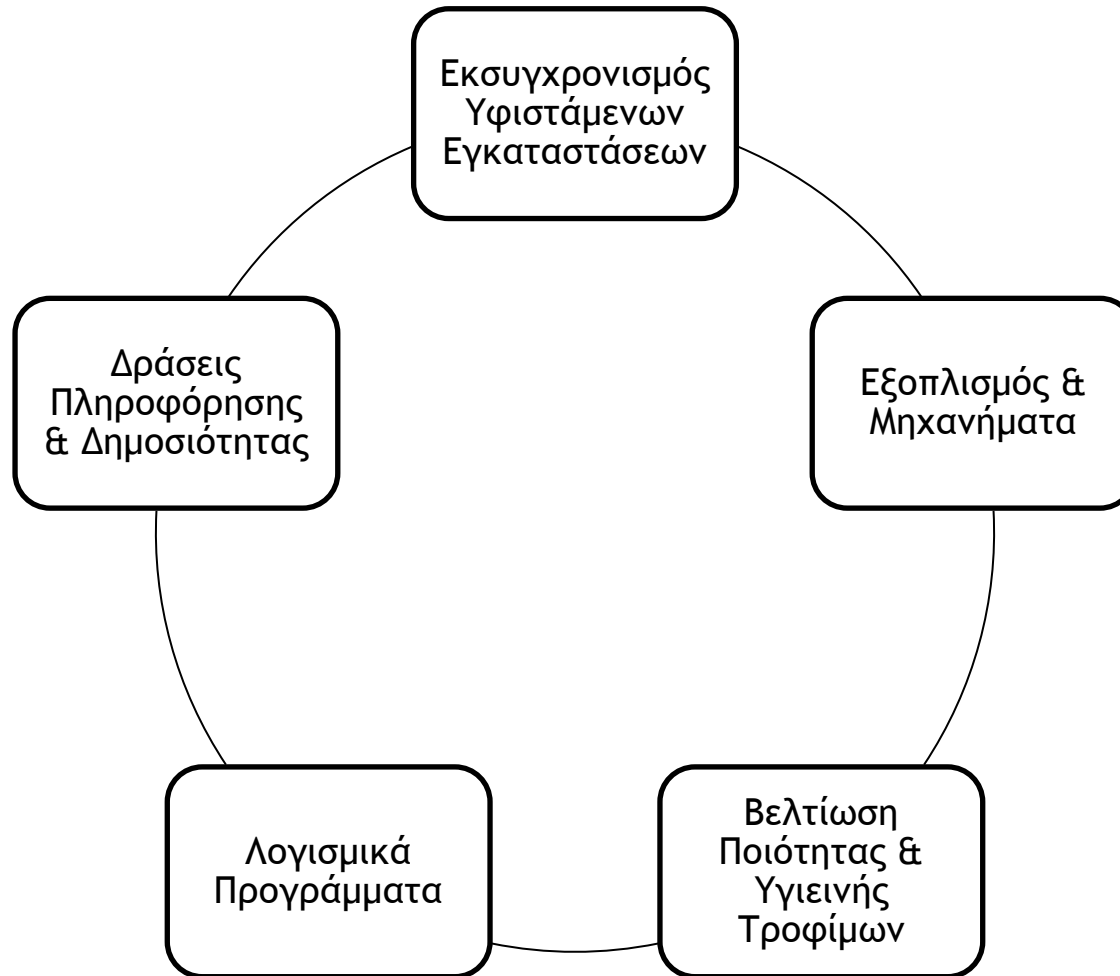 Εκσυγχρονισμός
Υφιστάμενων
Εγκαταστάσεων
Εξοπλισμός &
Μηχανήματα
Βελτίωση
Ποιότητας &
Υγιεινής
Τροφίμων
Λογισμικά
Προγράμματα
Δράσεις
Πληροφόρησης
& Δημοσιότητας